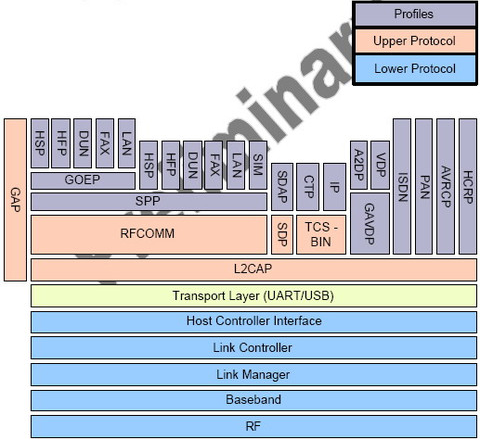 Profiles
Upper Protocol
Lower Protocol
Preliminary
GAP
HSP
HFP
DUN
FAX
LAN
GOEP
HSP
HFP
DUN
FAX
LAN
SIM
SPP
RFCOMM
SDAP
SDP
CTP
IP
TCS -
BIN
A2DP
VDP
GAVDP
ISDN
PAN
AVRCP
HCRP
L2CAP
Transport Layer (UART/USB)
Host Controller Interface
Link Controller
Link Manager
Baseband
RF